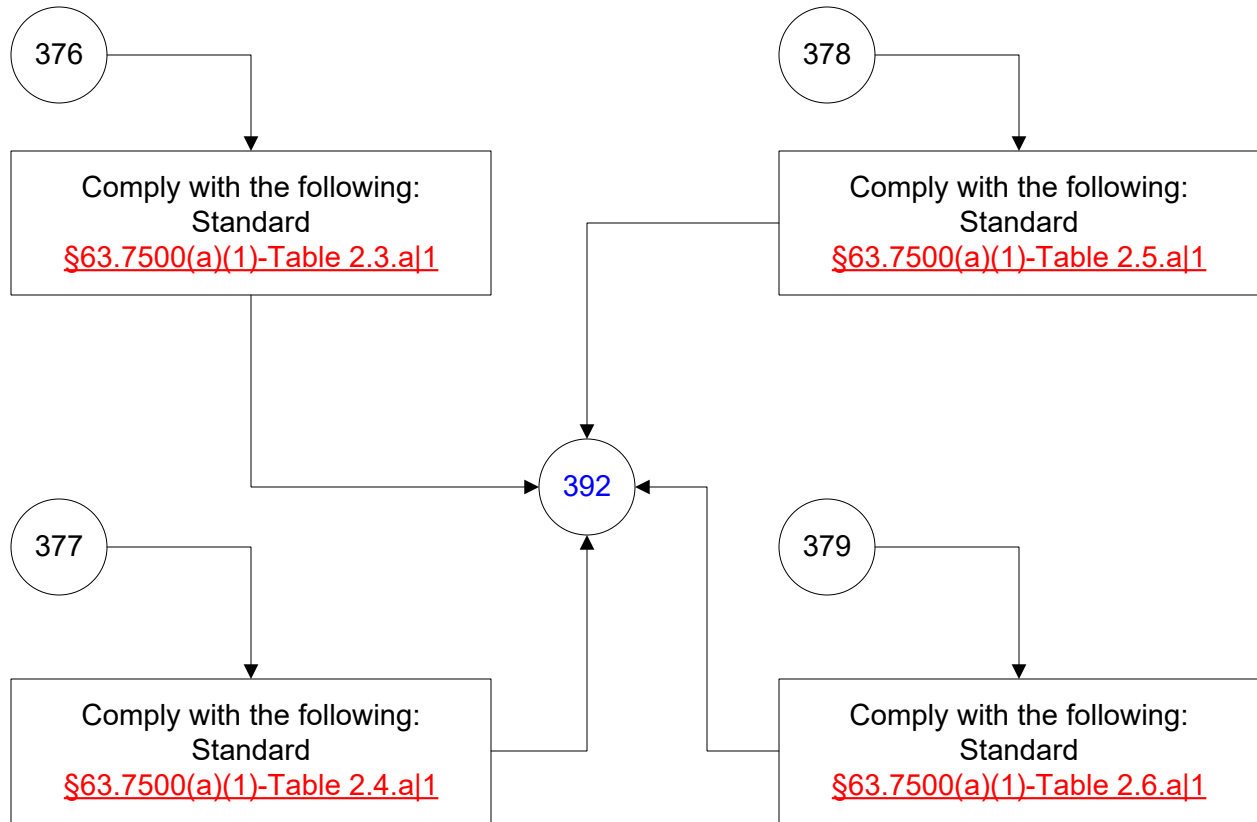 376
Comply with the following:
Standard
§63.7500(a)(1)-Table 2.3.a|1
378
Comply with the following:
Standard
§63.7500(a)(1)-Table 2.5.a|1
392
377
Comply with the following:
Standard
§63.7500(a)(1)-Table 2.4.a|1
379
Comply with the following:
Standard
§63.7500(a)(1)-Table 2.6.a|1